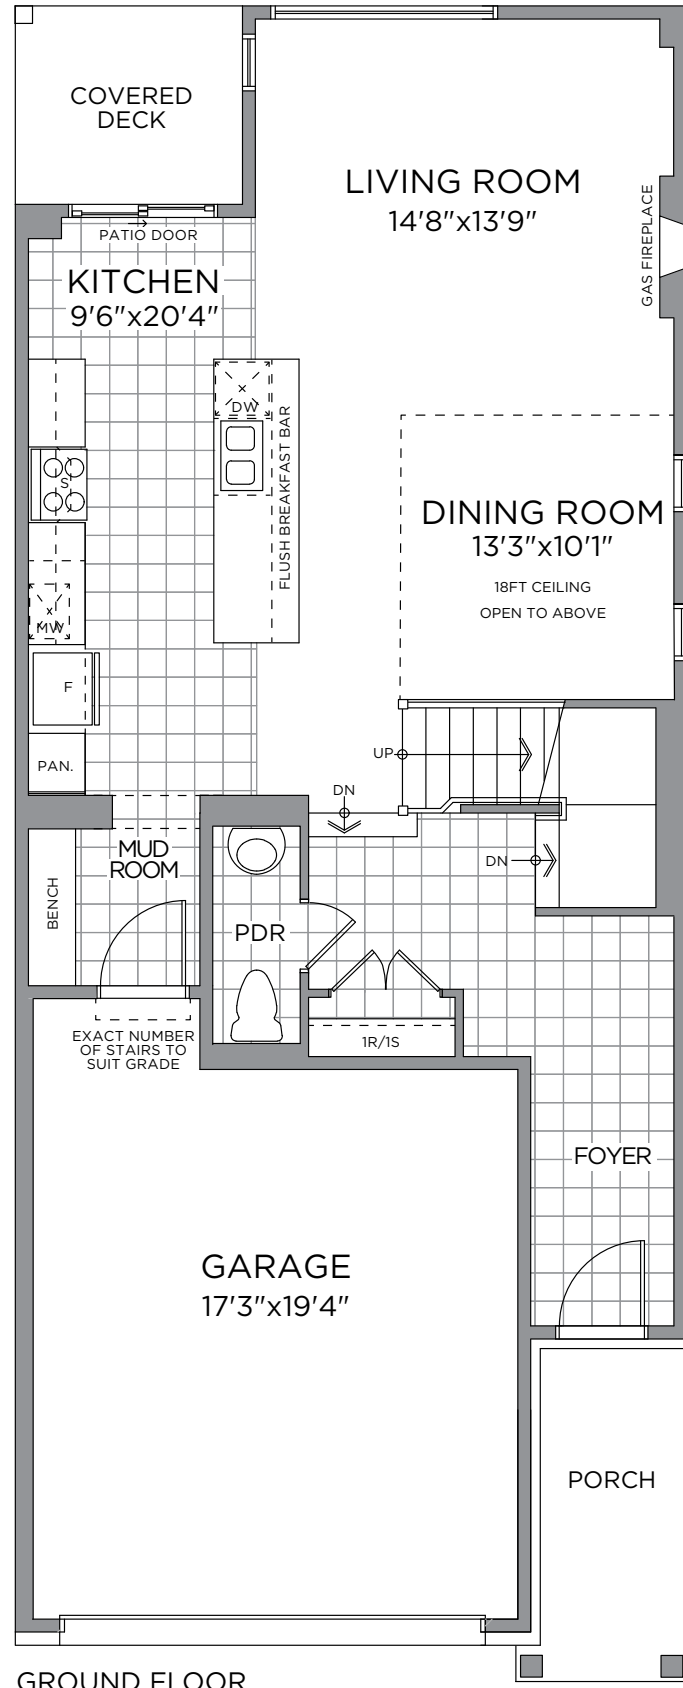 COVERED
DECK
LIVING ROOM
14'8"x13'9"
GAS FIREPLACE
PATIO DOOR
KITCHEN
9'6"x20'4"
DW
FLUSH BREAKFAST BAR
S
DINING ROOM
13'3"x10'1"
18FT CEILING
OPEN TO ABOVE
MW
F
PAN.
UP
DN
DN
MUD
ROOM
BENCH
PDR
EXACT NUMBER
OF STAIRS TO
SUIT GRADE
1R/1S
FOYER
GARAGE
17'3"x19'4"
PORCH
GROUND FLOOR